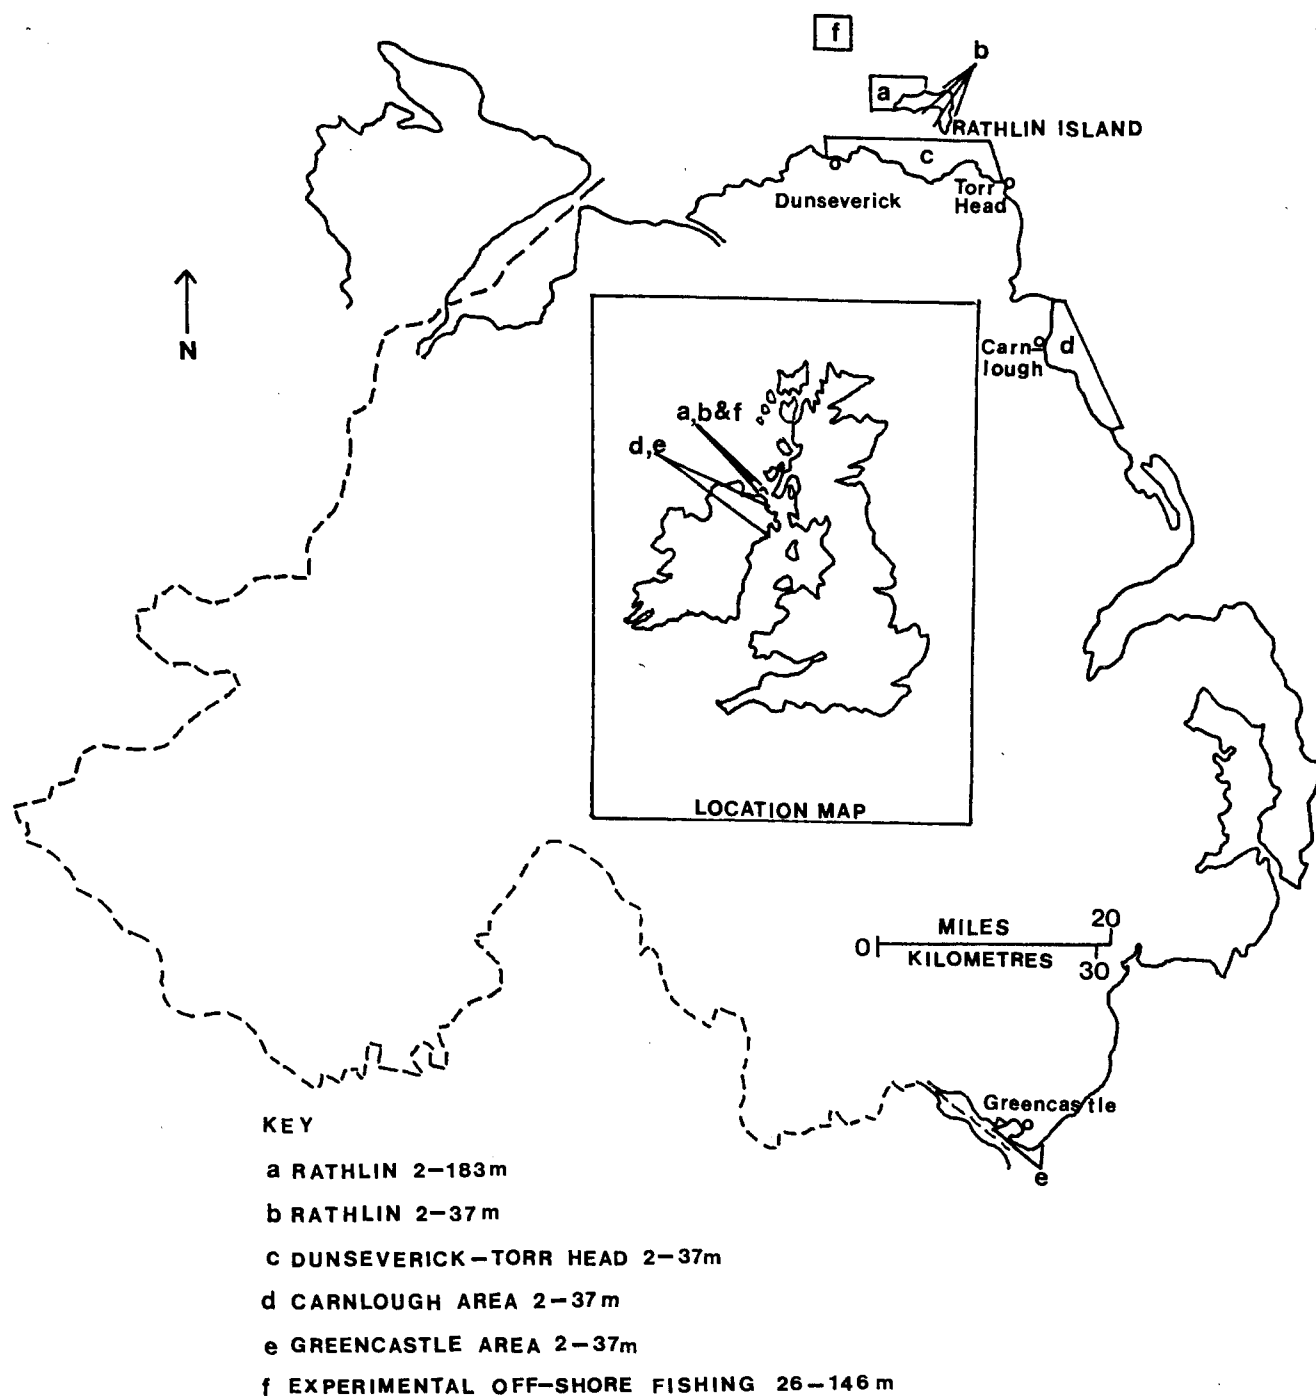 f
b
a
RATHLIN ISLAND
c
Dunseverick
Torr
Head
N
Carn-
lough
d
a,b&f
d,e
LOCATION MAP
MILES
20
0
KILOMETRES
30
Greencastle
e
KEY
a RATHLIN 2-183m
b RATHLIN 2-37m
c DUNSEVERICK-TORR HEAD 2-37m
d CARNLOUGH AREA 2-37m
e GREENCASTLE AREA 2-37m
f EXPERIMENTAL OFF-SHORE FISHING 26-146m